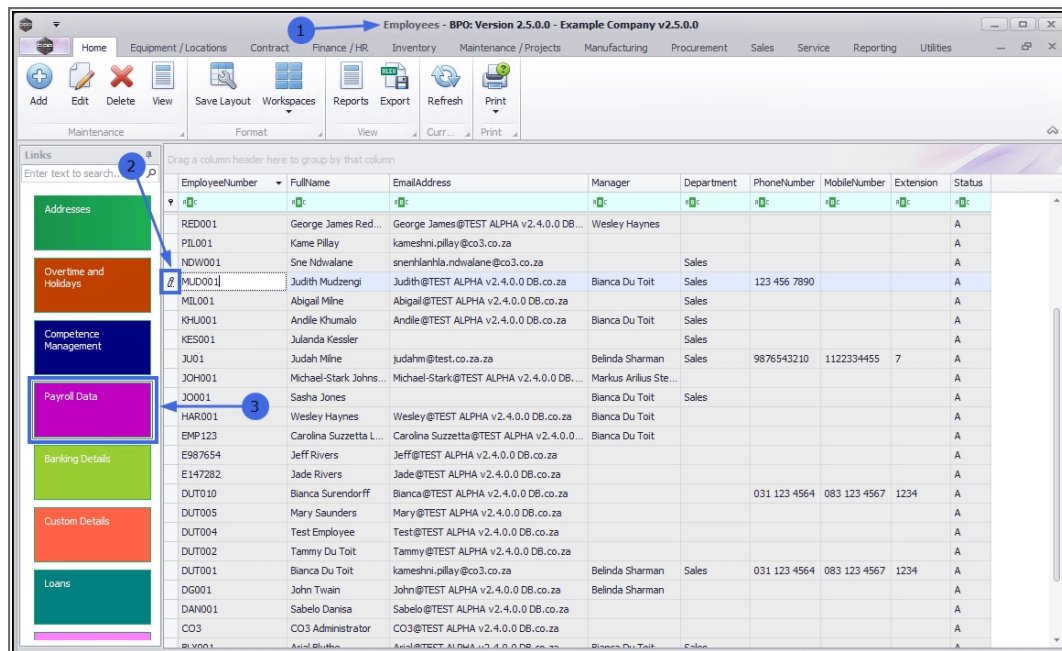 1 Employees - BPO: Version 2.5.0.0 - Example Company v2.5.0.0
Home Equipment / Locations Contract Finance / HR Inventory Maintenance / Projects Manufacturing Procurement Sales Service Reporting Utilities
Add Edit Delete View Save Layout Workspaces Reports Export Refresh Print
Maintenance Format View Curr... Print
Links
Enter text to search...
2
Drag a column header here to group by that column
EmployeeNumber FullName EmailAddress Manager Department PhoneNumber MobileNumber Extension Status
RED001 George James Red... George James@TEST ALPHA v2.4.0.0 DB... Wesley Haynes A
PIL001 Kame Pillay kameshni.pillay@co3.co.za A
NDW001 Sne Ndwalane snenhlanhla.ndwalane@co3.co.za Sales A
MUD001 Judith Mudzengi Judith@TEST ALPHA v2.4.0.0 DB.co.za Bianca Du Toit Sales 123 456 7890 A
MIL001 Abigail Milne Abigail@TEST ALPHA v2.4.0.0 DB.co.za Bianca Du Toit Sales A
KHU001 Andile Khumalo Andile@TEST ALPHA v2.4.0.0 DB.co.za Bianca Du Toit Sales A
KES001 Julanda Kessler Sales A
JU01 Judah Milne judahm@test.co.za.za Belinda Sharman Sales 9876543210 1122334455 7 A
JOH001 Michael-Stark Johns... Michael-Stark@TEST ALPHA v2.4.0.0 DB.... Markus Arilius Ste... A
JO001 Sasha Jones Bianca Du Toit Sales A
HAR001 Wesley Haynes Wesley@TEST ALPHA v2.4.0.0 DB.co.za Bianca Du Toit A
EMP123 Carolina Suzzetta L... Carolina Suzzetta@TEST ALPHA v2.4.0.0... Bianca Du Toit A
E987654 Jeff Rivers Jeff@TEST ALPHA v2.4.0.0 DB.co.za A
E147282 Jade Rivers Jade@TEST ALPHA v2.4.0.0 DB.co.za A
DUT010 Bianca Surendorff Bianca@TEST ALPHA v2.4.0.0 DB.co.za 031 123 4564 083 123 4567 1234 A
DUT005 Mary Saunders Mary@TEST ALPHA v2.4.0.0 DB.co.za A
DUT004 Test Employee Test@TEST ALPHA v2.4.0.0 DB.co.za A
DUT002 Tammy Du Toit Tammy@TEST ALPHA v2.4.0.0 DB.co.za A
DUT001 Bianca Du Toit kameshni.pillay@co3.co.za Belinda Sharman Sales 031 123 4564 083 123 4567 1234 A
DG001 John Twain John@TEST ALPHA v2.4.0.0 DB.co.za Belinda Sharman A
DAN001 Sabelo Danisa Sabelo@TEST ALPHA v2.4.0.0 DB.co.za A
CO3 CO3 Administrator CO3@TEST ALPHA v2.4.0.0 DB.co.za A
Addresses
Overtime and
Holidays
Competence
Management
Payroll Data
3
Banking Details
Custom Details
Loans